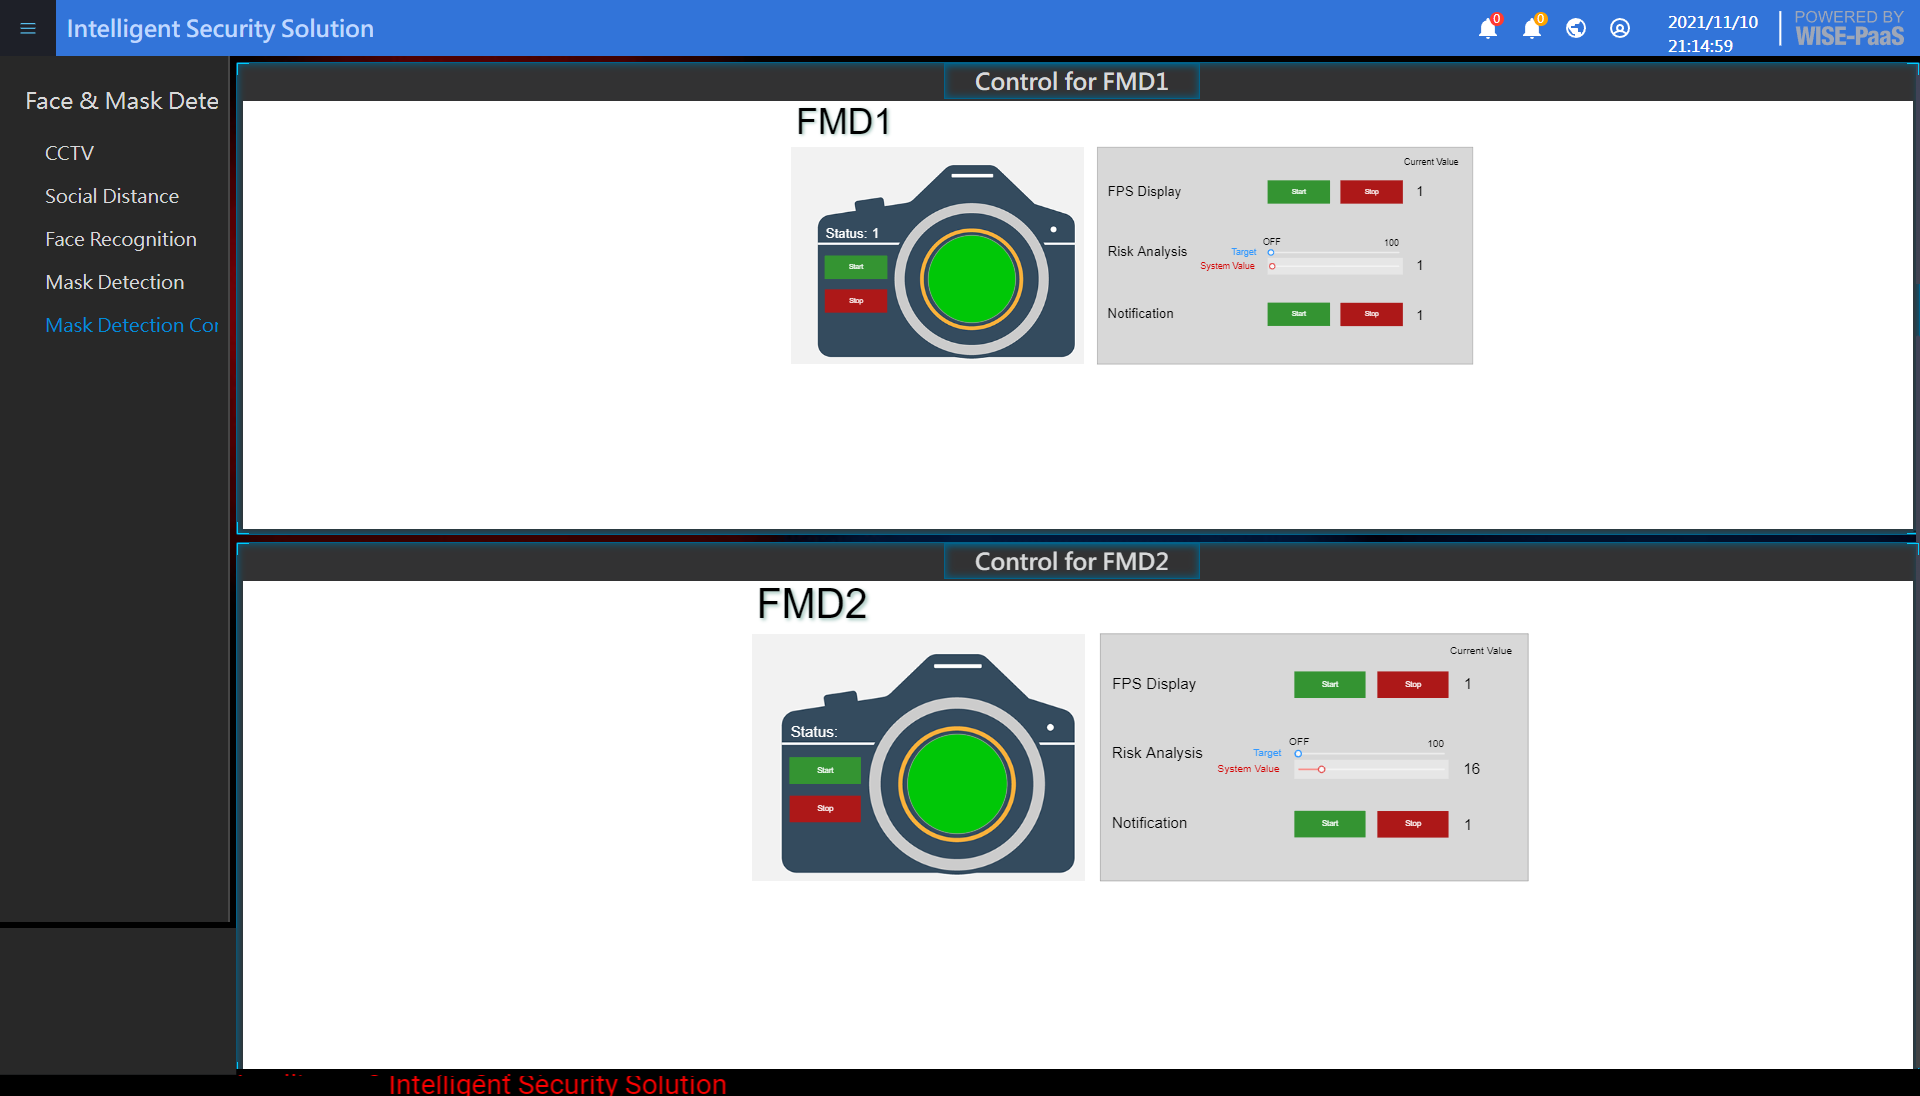 Intelligent Security Solution
0
0
2021/11/10
21:14:59
POWERED BY
WISE-PaaS
Face & Mask Dete
CCTV
Social Distance
Face Recognition
Mask Detection
Mask Detection Cor
Control for FMD1
FMD1
Status: 1
Start
Stop
Current Value
FPS Display
Start
Stop
1
Risk Analysis
OFF
100
Target
System Value
1
Notification
Start
Stop
1
Control for FMD2
FMD2
Status:
Start
Stop
Current Value
FPS Display
Start
Stop
1
Risk Analysis
OFF
100
Target
System Value
16
Notification
Start
Stop
1
Intelligent Security Solution